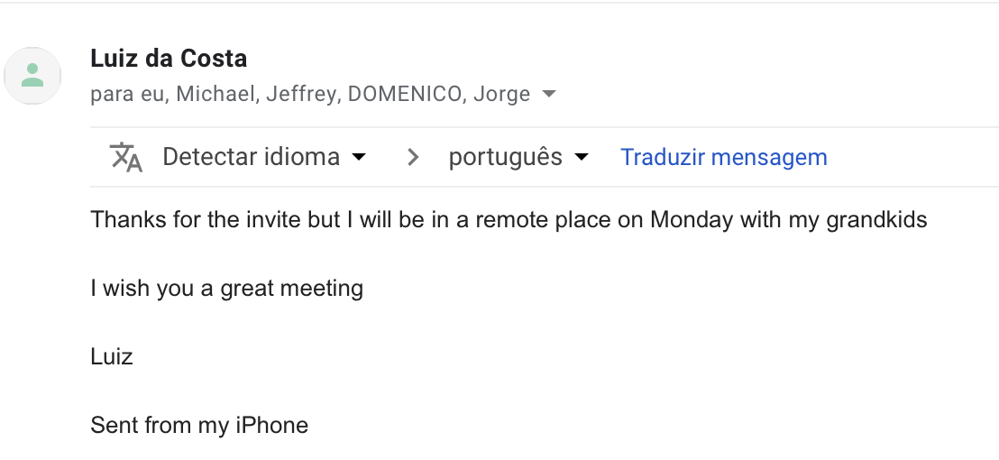 Luiz da Costa
para eu, Michael, Jeffrey, DOMENICO, Jorge
Detectar idioma > português Traduzir mensagem
Thanks for the invite but I will be in a remote place on Monday with my grandkids
I wish you a great meeting
Luiz
Sent from my iPhone